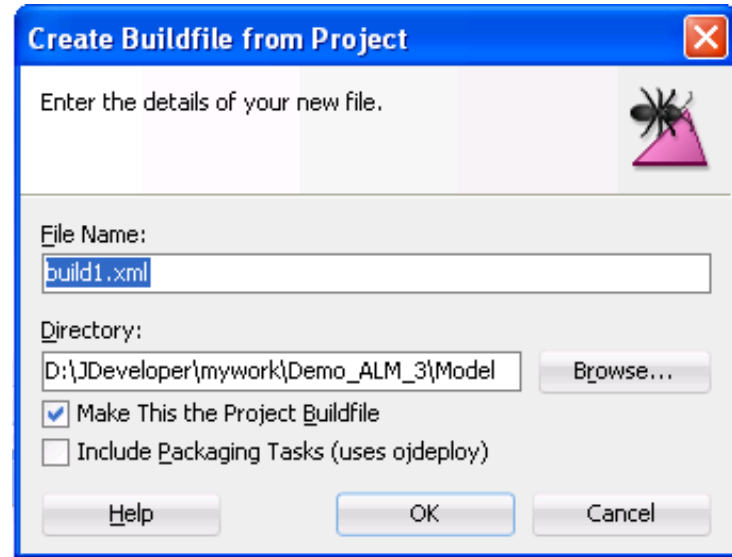 Create Buildfile from Project
Enter the details of your new file.
File Name:
build1.xml
Directory:
D:\JDeveloper\mywork\Demo_ALM_3\Model
Browse...
Make This the Project Buildfile
Include Packaging Tasks (uses ojdeploy)
Help
OK
Cancel